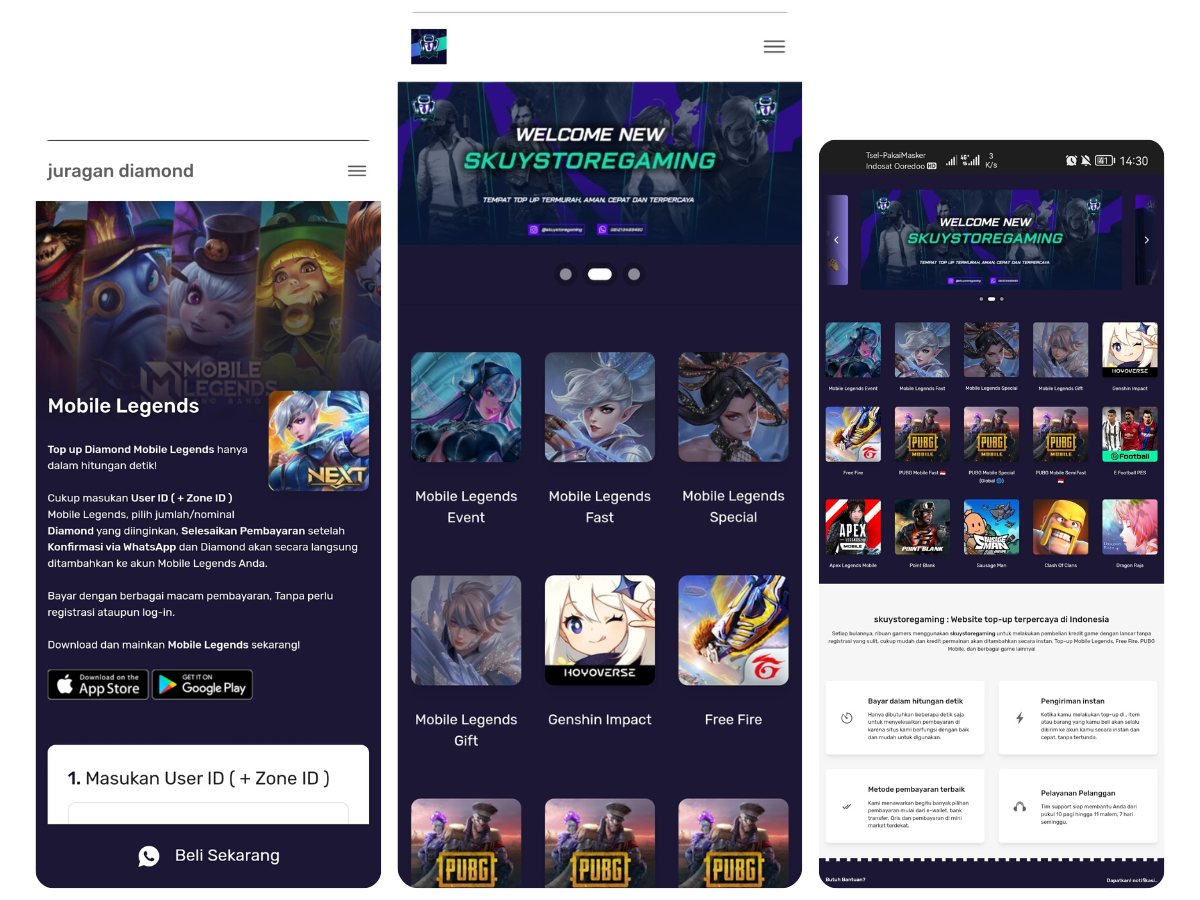 juragan diamond
MOBILE
LEGENDS
Mobile Legends
NEXT
Top up Diamond Mobile Legends hanya
dalam hitungan detik!
Cukup masukan User ID ( + Zone ID )
Mobile Legends, pilih jumlah/nominal
Diamond yang diinginkan, Selesaikan Pembayaran setelah
Konfirmasi via WhatsApp dan Diamond akan secara langsung
ditambahkan ke akun Mobile Legends Anda.
Bayar dengan berbagai macam pembayaran, Tanpa perlu
registrasi ataupun log-in.
Download dan mainkan Mobile Legends sekarang!
Download on the
App Store
GET IT ON
Google Play
1. Masukan User ID ( + Zone ID )
Beli Sekarang
WELCOME NEW
SKUYSTOREGAMING
TEMPAT TOP UP TERMURAH, AMAN, CEPAT DAN TERPERCAYA
@skuystoregaming
Mobile Legends
Event
Mobile Legends
Fast
Mobile Legends
Special
HOYOVERSE
Mobile Legends
Gift
Genshin Impact
Free Fire
PUBG
PUBG
PUBG
Tsel-PakaiMasker
Indosat Ooredoo HD
3
K/s
14:30
WELCOME NEW
SKUYSTOREGAMING
TEMPAT TOP UP TERMURAH, AMAN, CEPAT DAN TERPERCAYA
HOYOVERSE
Mobile Legends Event
Mobile Legends Fast
Mobile Legends Special
Mobile Legends Gift
Genshin Impact
PUBG
MOBILE
PUBG
MOBILE
PUBG
MOBILE
Football
Free Fire
PUBG Mobile Fast
PUBG Mobile Special
(Global )
PUBG Mobile SemiFast
E Football PES
APEX
MOBILE
POINT BLANK
SAUSAGE
MAN
Apex Legends Mobile
Point Blank
Sausage Man
Clash Of Clans
Dragon Raja
skuystoregaming : Website top-up terpercaya di Indonesia
Setiap bulannya, ribuan gamers menggunakan skuystoregaming untuk melakukan pembelian kredit game dengan lancar tanpa
registrasi yang sulit, cukup mudah dan kredit permainan akan ditambahkan secara instan. Top-up Mobile Legends, Free Fire, PUBG
Mobile, dan berbagai game lainnya!
Bayar dalam hitungan detik
Hanya dibutuhkan beberapa detik saja
untuk menyelesaikan pembayaran di
karena situs kami berfungsi dengan baik
dan mudah untuk digunakan.
Pengiriman instan
Ketika kamu melakukan top-up di , item
atau barang yang kamu beli akan selalu
dikirim ke akun kamu secara instan dan
cepat, tanpa tertunda.
Metode pembayaran terbaik
Kami menawarkan begitu banyak pilihan
pembayaran mulai dari e-wallet, bank
transfer, Qris dan pembayaran di mini
market terdekat.
Pelayanan Pelanggan
Tim support siap membantu Anda dari
pukul 10 pagi hingga 11 malem, 7 hari
seminggu.
Butuh Bantuan?
Dapatkan! notifikasi..